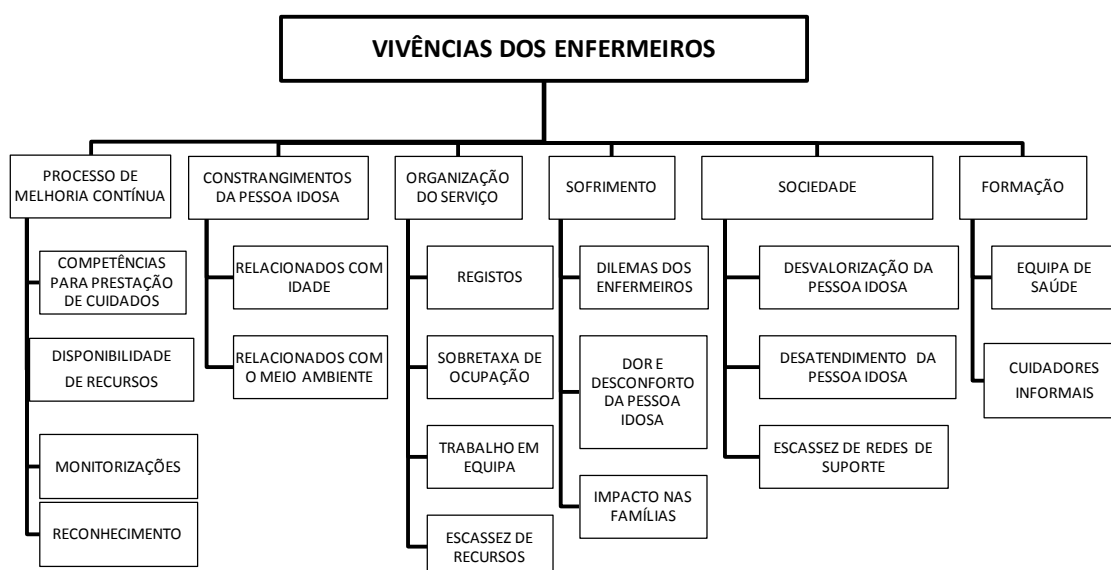 VIVÊNCIAS DOS ENFERMEIROS
PROCESSO DE
MELHORIA CONTÍNUA
COMPETÊNCIAS
PARA PRESTAÇÃO
DE CUIDADOS
DISPONIBILIDADE
DE RECURSOS
MONITORIZAÇÕES
RECONHECIMENTO
CONSTRANGIMENTOS
DA PESSOA IDOSA
RELACIONADOS COM
IDADE
RELACIONADOS COM
O MEIO AMBIENTE
ORGANIZAÇÃO
DO SERVIÇO
REGISTOS
SOBRETAXA DE
OCUPAÇÃO
TRABALHO EM
EQUIPA
ESCASSEZ DE
RECURSOS
SOFRIMENTO
DILEMAS DOS
ENFERMEIROS
DOR E
DESCONFORTO
DA PESSOA
IDOSA
IMPACTO NAS
FAMÍLIAS
SOCIEDADE
DESVALORIZAÇÃO DA
PESSOA IDOSA
DESATENDIMENTO DA
PESSOA IDOSA
ESCASSEZ DE REDES DE
SUPORTE
FORMAÇÃO
EQUIPA DE
SAÚDE
CUIDADORES
INFORMAIS